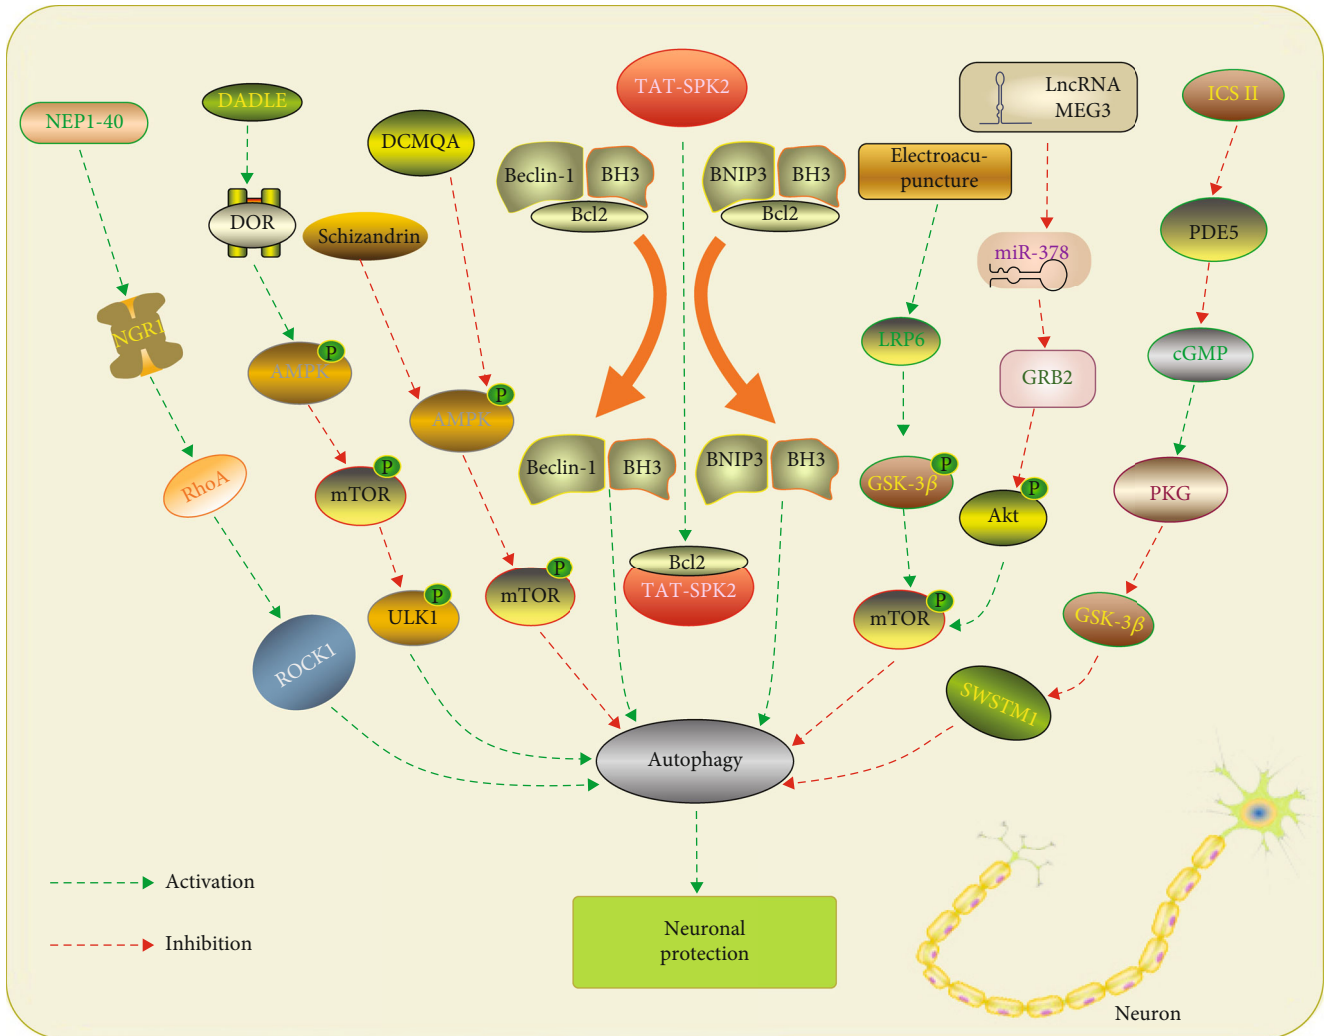 NEP1-40
NGR1
RhoA
ROCK1
DADLE
DOR
P
AMPK
P
mTOR
P
ULK1
Schizandrin
DCMQA
P
AMPK
P
mTOR
TAT-SPK2
Beclin-1
BH3
Bcl2
BNIP3
BH3
Bcl2
Beclin-1
BH3
BNIP3
BH3
Bcl2
TAT-SPK2
Electroacu-
puncture
LRP6
P
GSK-3β
P
mTOR
LncRNA
MEG3
miR-378
GRB2
P
Akt
ICS II
PDE5
cGMP
PKG
GSK-3β
SWSTM1
Autophagy
Neuronal
protection
Activation
Inhibition
Neuron